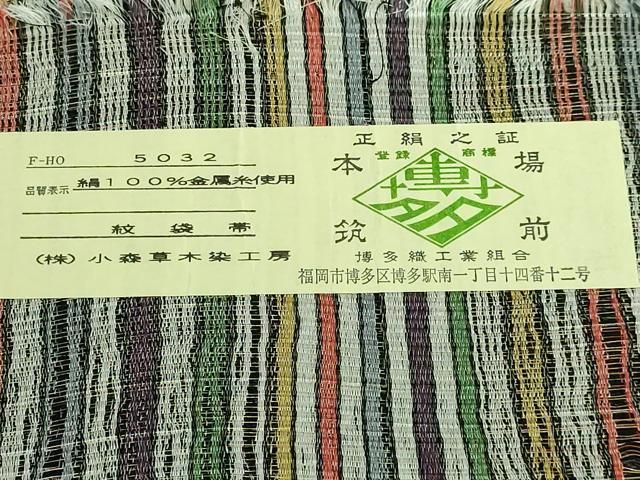 F-HO 5032
品質表示 絹100%金属糸使用
紋袋帯
(株)小森草木染工房
正絹之証
登録 商標
本 場
博多
筑 前
博多織工業組合
福岡市博多区博多駅南一丁目十四番十二号